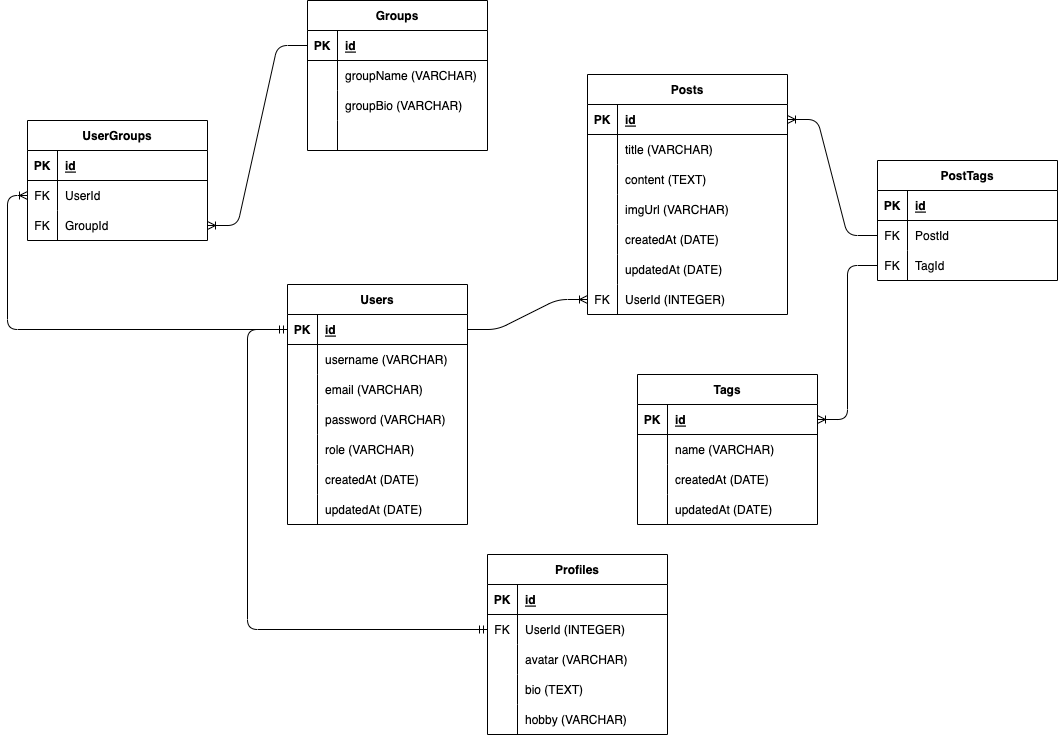 Groups
PK id
groupName (VARCHAR)
groupBio (VARCHAR)
UserGroups
PK id
FK UserId
FK GroupId
Posts
PK id
title (VARCHAR)
content (TEXT)
imgUrl (VARCHAR)
createdAt (DATE)
updatedAt (DATE)
FK UserId (INTEGER)
PostTags
PK id
FK PostId
FK TagId
Users
PK id
username (VARCHAR)
email (VARCHAR)
password (VARCHAR)
role (VARCHAR)
createdAt (DATE)
updatedAt (DATE)
Tags
PK id
name (VARCHAR)
createdAt (DATE)
updatedAt (DATE)
Profiles
PK id
FK UserId (INTEGER)
avatar (VARCHAR)
bio (TEXT)
hobby (VARCHAR)